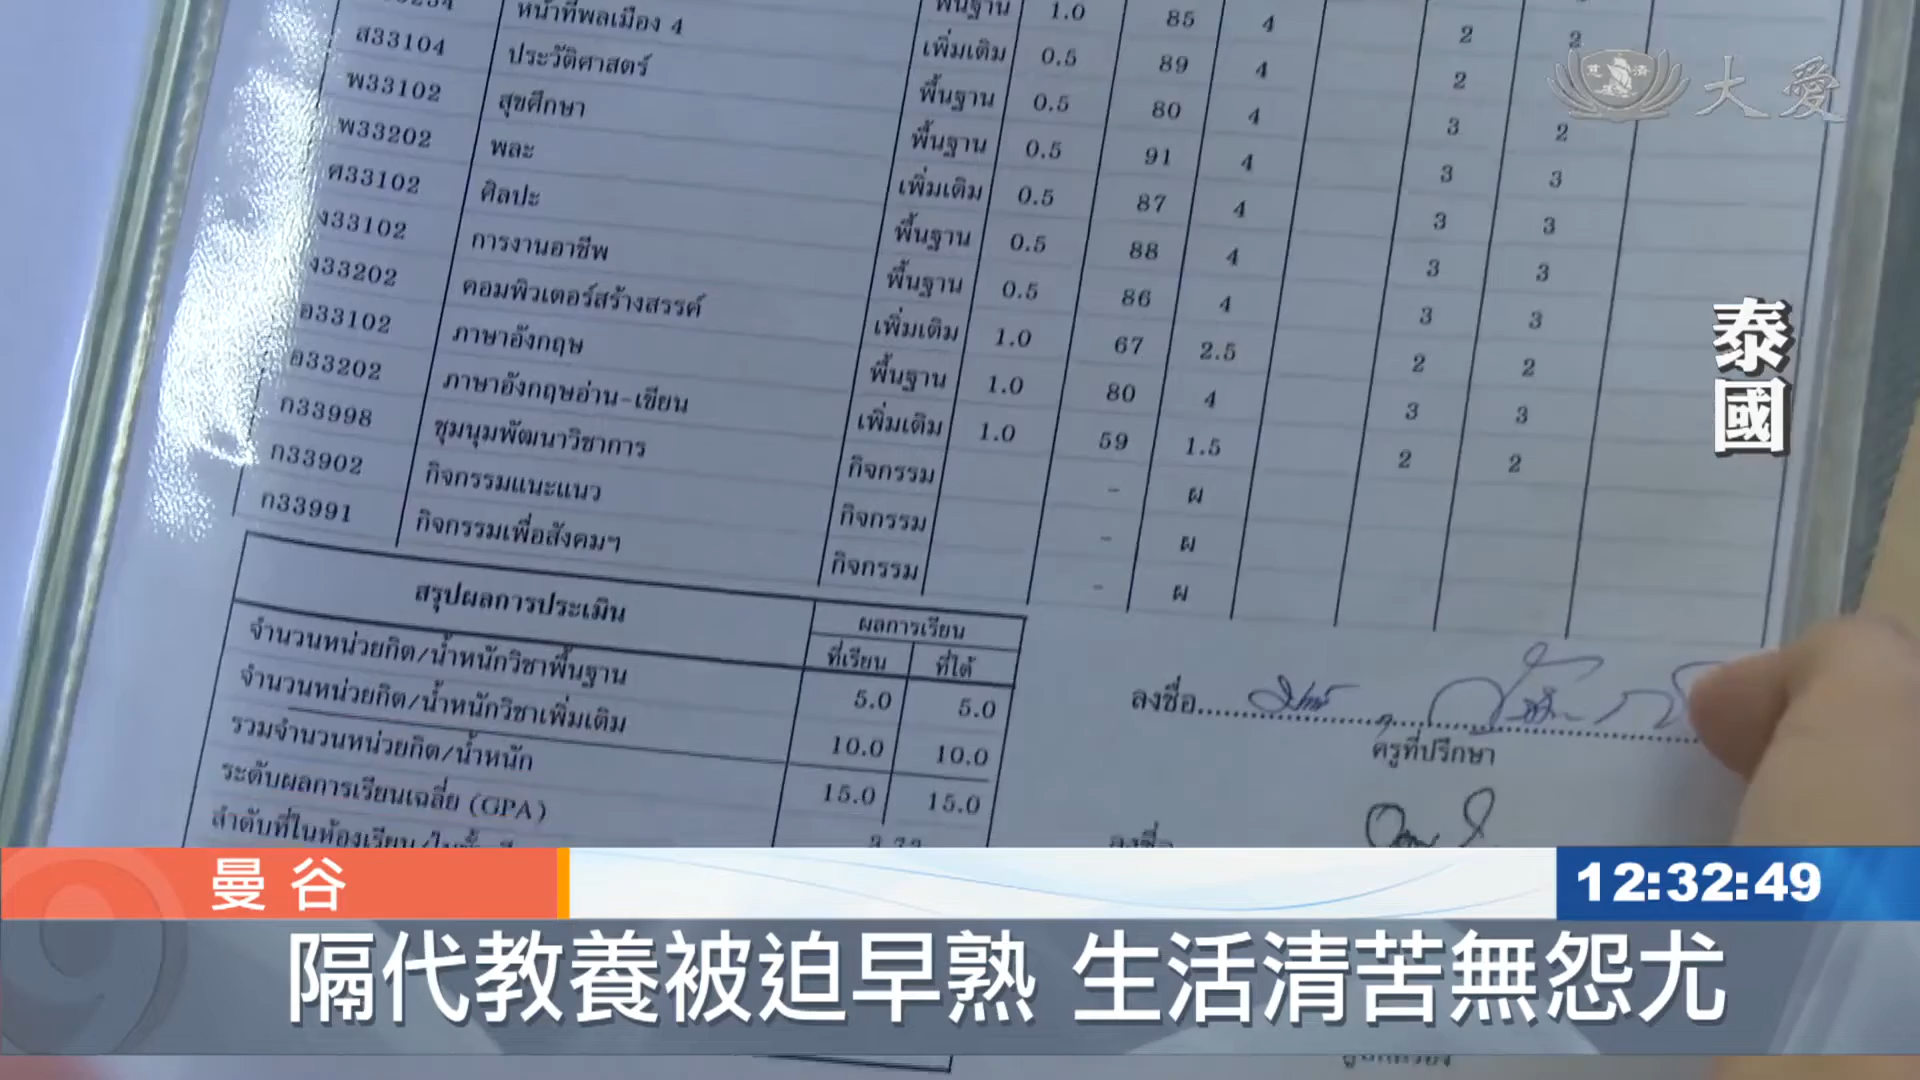 หน้าที่พลเมือง 4 พื้นฐาน 1.0 85 4 2 2
ส33104 ประวัติศาสตร์ เพิ่มเติม 0.5 89 4 2
พ33102 สุขศึกษา พื้นฐาน 0.5 80 4 3 2
พ33202 พละ พื้นฐาน 0.5 91 4 3 3
ศ33102 ศิลปะ เพิ่มเติม 0.5 87 4 3 3
ง33102 การงานอาชีพ พื้นฐาน 0.5 88 4 3 3
ง33202 คอมพิวเตอร์สร้างสรรค์ พื้นฐาน 0.5 86 4 3 3
อ33102 ภาษาอังกฤษ เพิ่มเติม 1.0 67 2.5 2 2
อ33202 ภาษาอังกฤษอ่าน-เขียน พื้นฐาน 1.0 80 4 3 3
ก33998 ชุมนุมพัฒนาวิชาการ เพิ่มเติม 1.0 59 1.5 2 2
ก33902 กิจกรรมแนะแนว กิจกรรม - ผ
ก33991 กิจกรรมเพื่อสังคมฯ กิจกรรม - ผ
กิจกรรม - ผ
สรุปผลการประเมิน ผลการเรียน
ที่เรียน ที่ได้
จำนวนหน่วยกิต/น้ำหนักวิชาพื้นฐาน 5.0 5.0
จำนวนหน่วยกิต/น้ำหนักวิชาเพิ่มเติม 10.0 10.0
รวมจำนวนหน่วยกิต/น้ำหนัก 15.0 15.0
ระดับผลการเรียนเฉลี่ย (GPA)
ลำดับที่ในห้องเรียน/
ลงชื่อ
ครูที่ปรึกษา
ลงชื่อ
慈濟 大愛
泰國
曼谷
12:32:49
隔代教養被迫早熟 生活清苦無怨尤